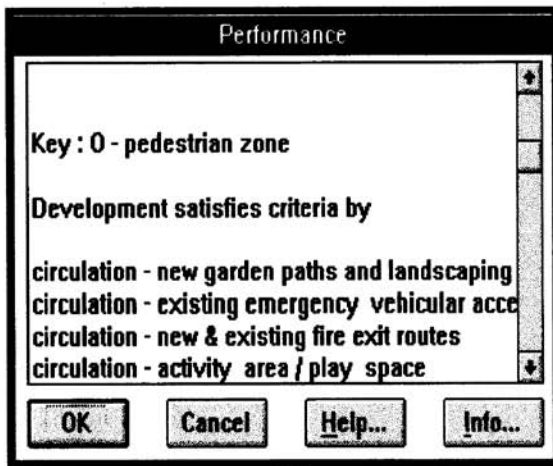 Performance
Key : O - pedestrian zone
Development satisfies criteria by
circulation - new garden paths and landscaping
circulation - existing emergency vehicular acce
circulation - new & existing fire exit routes
circulation - activity area / play space
OK Cancel Help... Info...